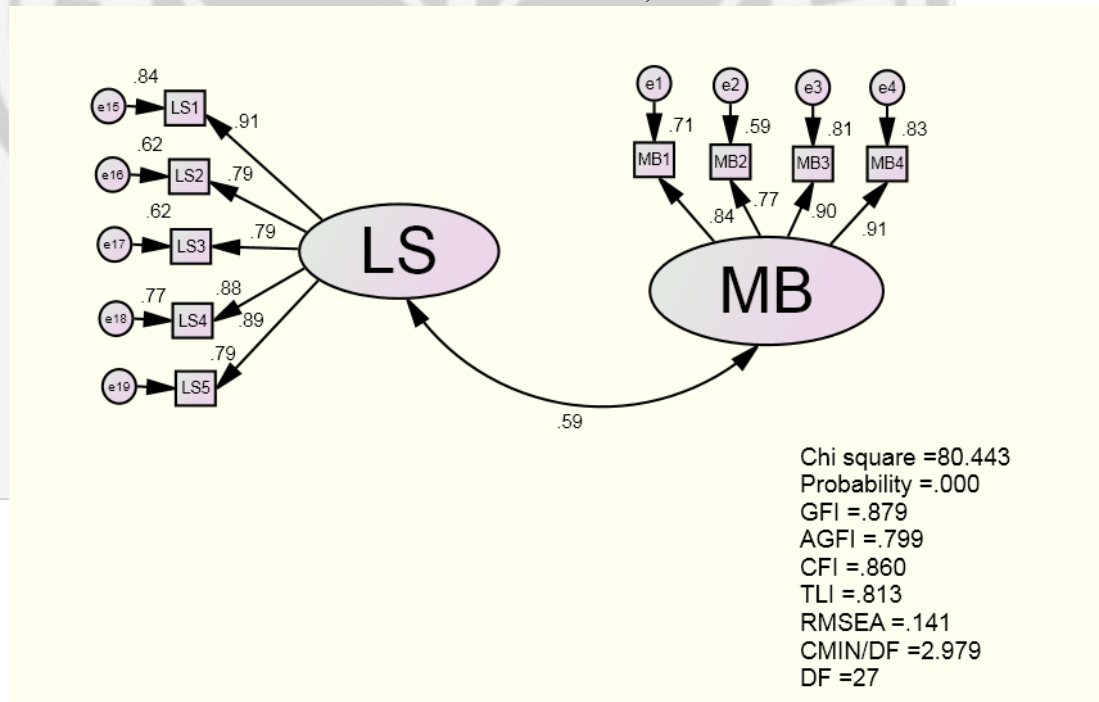 .84
e15
LS1
.91
.62
e16
LS2
.79
.62
e17
LS3
.79
.77
e18
LS4
.88
.89
.79
e19
LS5
LS
e1
e2
e3
e4
.71
.59
.81
.83
MB1
MB2
MB3
MB4
.84
.77
.90
.91
MB
.59
Chi square =80.443
Probability =.000
GFI =.879
AGFI =.799
CFI =.860
TLI =.813
RMSEA =.141
CMIN/DF =2.979
DF =27